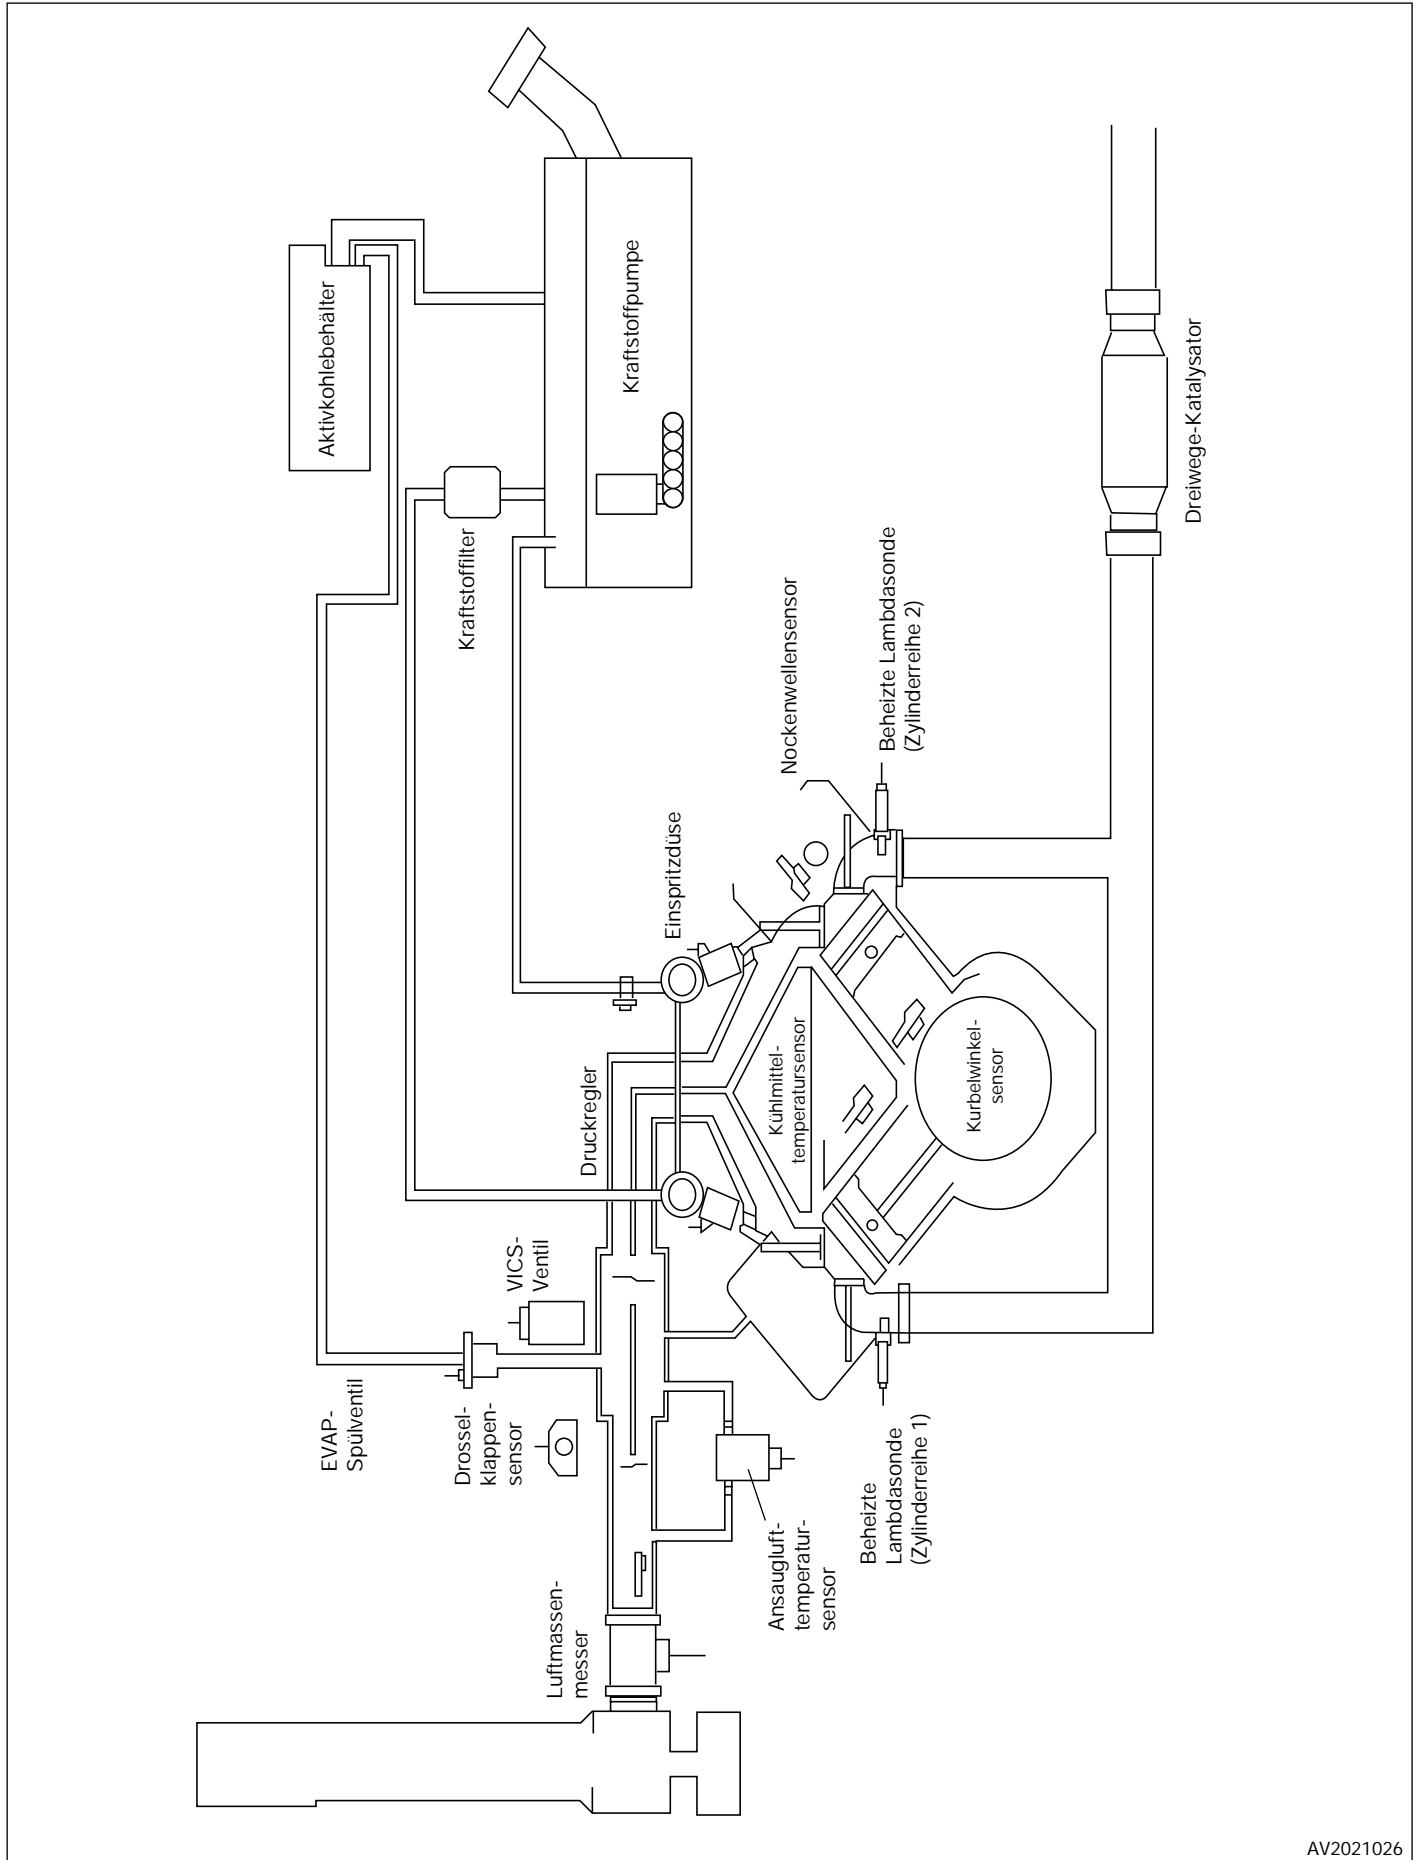 Aktivkohlebehälter
Kraftstoffpumpe
Kraftstoffilter
Dreiwege-Katalysator
Nockenwellensensor
Beheizte Lambdasonde
(Zylinderreihe 2)
Einspritzdüse
Druckregler
Kühlmittel-
temperatursensor
Kurbelwinkel-
sensor
VICS-
Ventil
EVAP-
Spülventil
Drossel-
klappen-
sensor
Luftmassen-
messer
Ansaugluft-
temperatur-
sensor
Beheizte
Lambdasonde
(Zylinderreihe 1)
AV2021026